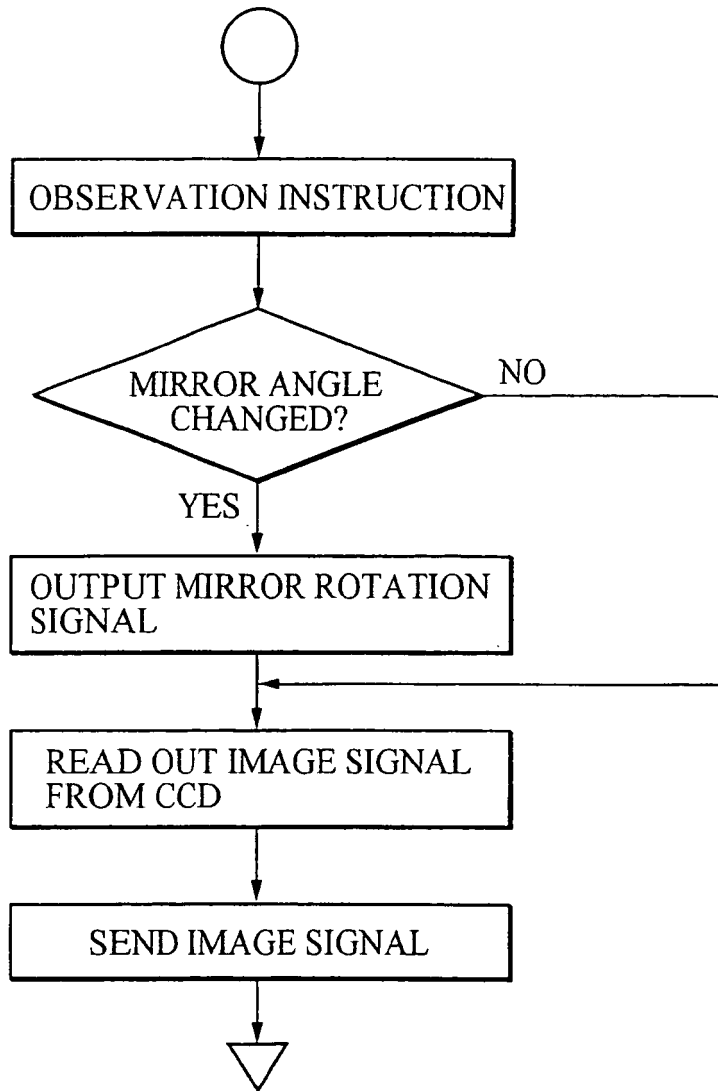 OBSERVATION INSTRUCTION
MIRROR ANGLE
CHANGED?
NO
YES
OUTPUT MIRROR ROTATION
SIGNAL
READ OUT IMAGE SIGNAL
FROM CCD
SEND IMAGE SIGNAL